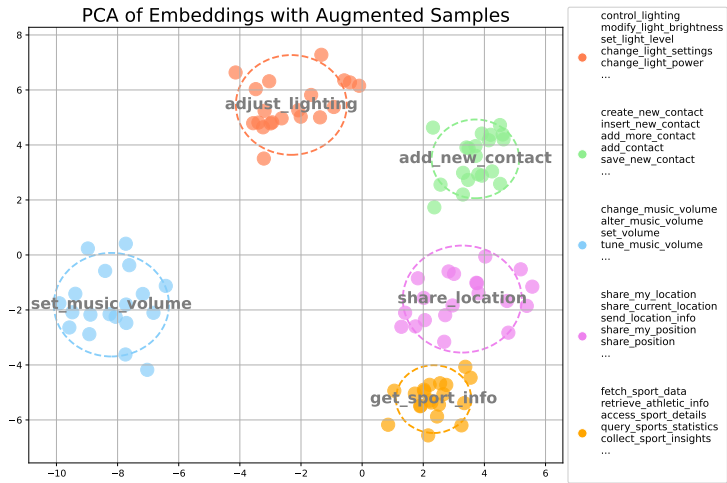 PCA of Embeddings with Augmented Samples
8
6
4
2
0
−2
−4
−6
−10
−8
−6
−4
−2
0
2
4
6
adjust_lighting
add_new_contact
set_music_volume
share_location
get_sport_info
control_lighting
modify_light_brightness
set_light_level
change_light_settings
change_light_power
...
create_new_contact
insert_new_contact
add_more_contact
add_contact
save_new_contact
...
change_music_volume
alter_music_volume
set_volume
tune_music_volume
...
share_my_location
share_current_location
send_location_info
share_my_position
share_position
...
fetch_sport_data
retrieve_athletic_info
access_sport_details
query_sports_statistics
collect_sport_insights
...